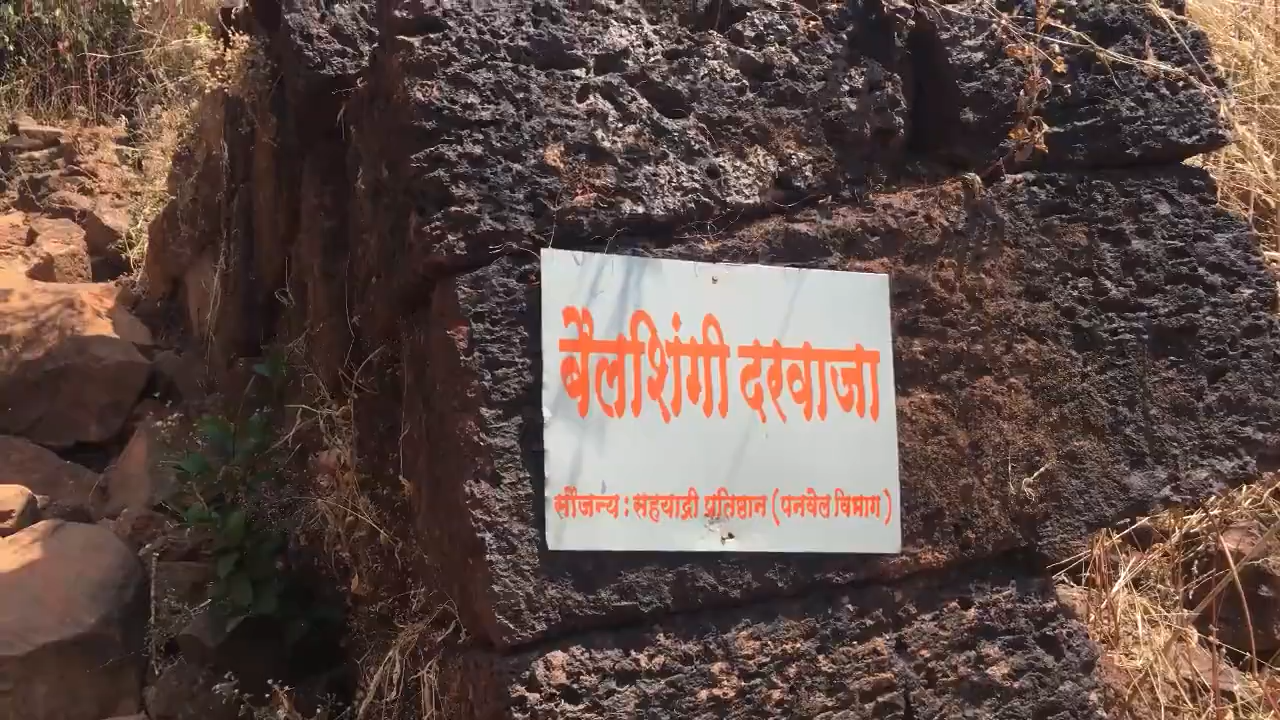 बैलशिंगी दरवाजा
सौजन्य : सह्याद्री प्रतिष्ठान (पनवेल विभाग)